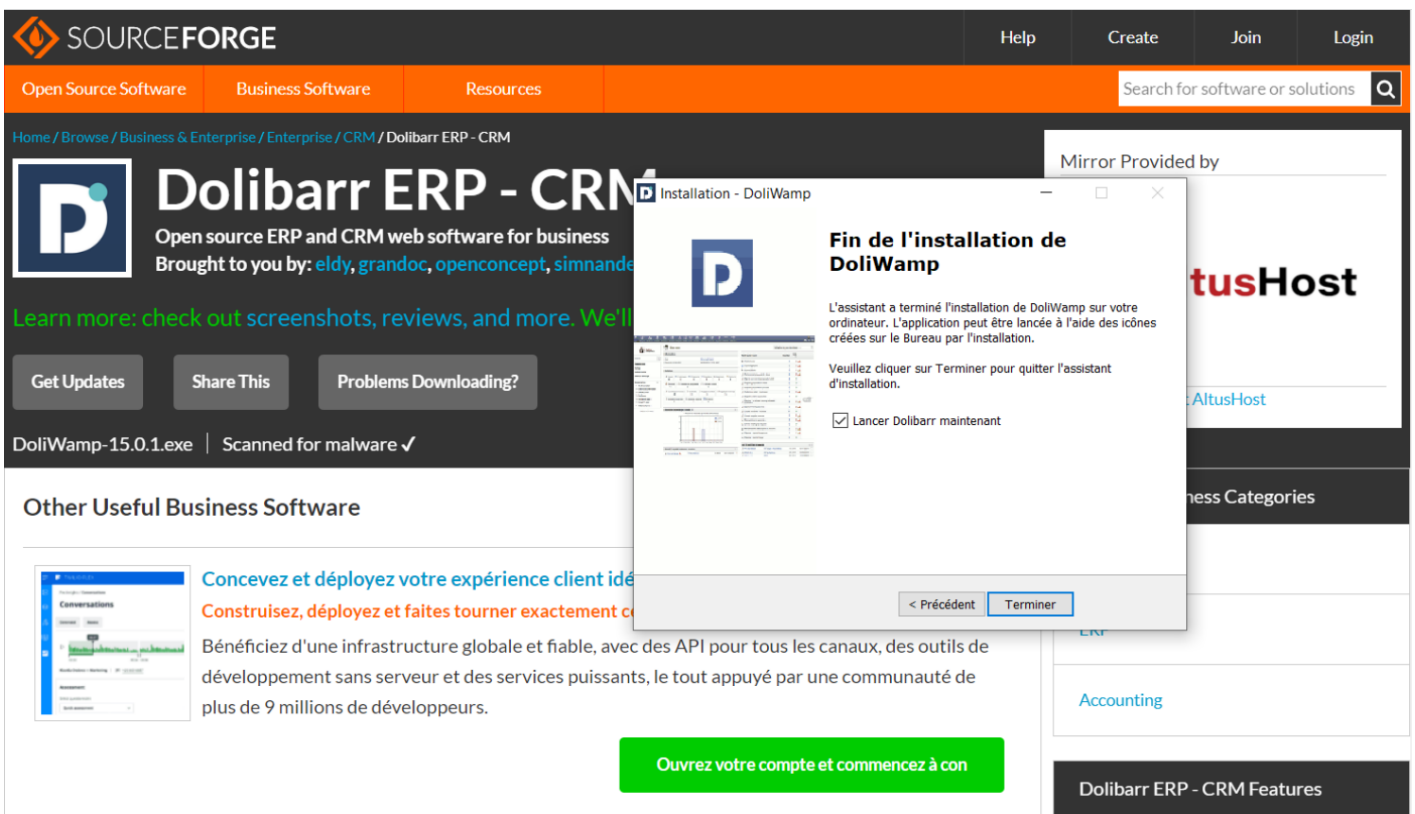 SOURCEFORGE
Help
Create
Join
Login
Open Source Software
Business Software
Resources
Search for software or solutions
Home / Browse / Business & Enterprise / Enterprise / CRM / Dolibarr ERP - CRM
Dolibarr ERP - CRM
Open source ERP and CRM web software for business
Brought to you by: eldy, grandoc, openconcept, simnande
Learn more: check out screenshots, reviews, and more. We'll
Get Updates
Share This
Problems Downloading?
DoliWamp-15.0.1.exe
Scanned for malware ✓
Mirror Provided by
tusHost
AltusHost
Installation - DoliWamp
Fin de l'installation de
DoliWamp
L'assistant a terminé l'installation de DoliWamp sur votre
ordinateur. L'application peut être lancée à l'aide des icônes
créées sur le Bureau par l'installation.
Veuillez cliquer sur Terminer pour quitter l'assistant
d'installation.
Lancer Dolibarr maintenant
< Précédent
Terminer
Other Useful Business Software
Conversations
Concevez et déployez votre expérience client idé
Construisez, déployez et faites tourner exactement c
Bénéficiez d'une infrastructure globale et fiable, avec des API pour tous les canaux, des outils de
développement sans serveur et des services puissants, le tout appuyé par une communauté de
plus de 9 millions de développeurs.
Ouvrez votre compte et commencez à con
ness Categories
ERP
Accounting
Dolibarr ERP - CRM Features